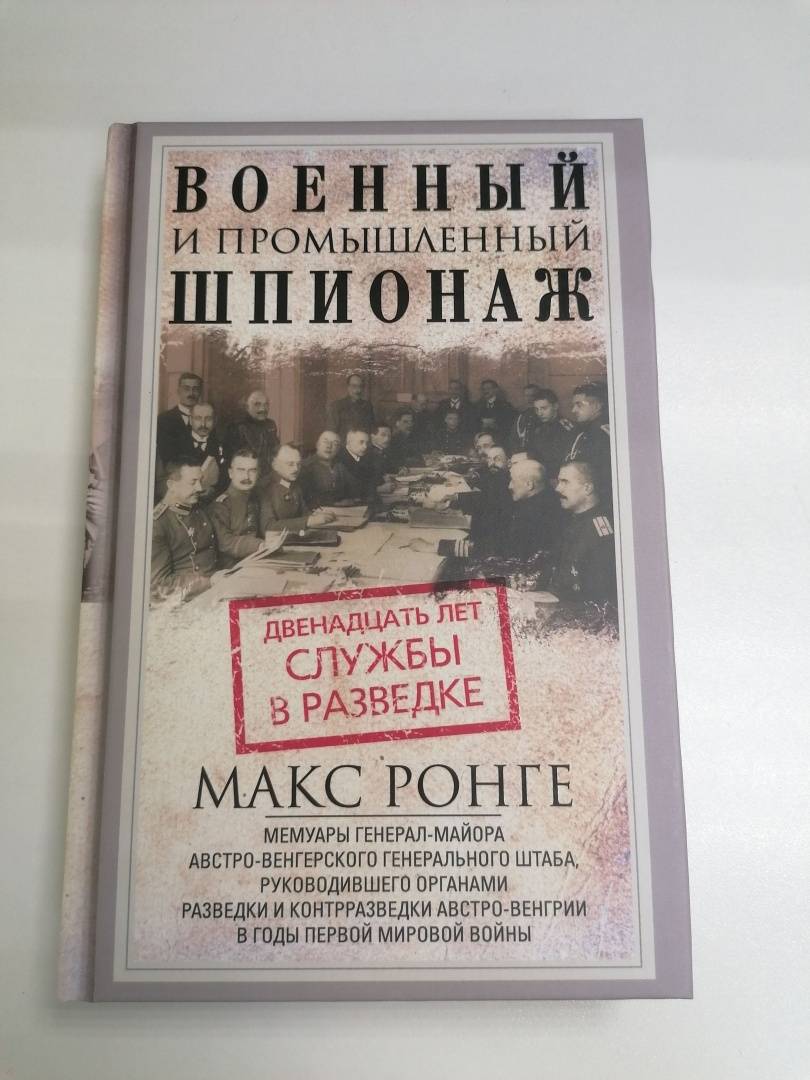 ВОЕННЫЙ
И ПРОМЫШЛЕННЫЙ
ШПИОНАЖ
ДВЕНАДЦАТЬ ЛЕТ
СЛУЖБЫ
В РАЗВЕДКЕ
МАКС РОНГЕ
МЕМУАРЫ ГЕНЕРАЛ-МАЙОРА
АВСТРО-ВЕНГЕРСКОГО ГЕНЕРАЛЬНОГО ШТАБА,
РУКОВОДИВШЕГО ОРГАНАМИ
РАЗВЕДКИ И КОНТРРАЗВЕДКИ АВСТРО-ВЕНГРИИ
В ГОДЫ ПЕРВОЙ МИРОВОЙ ВОЙНЫ